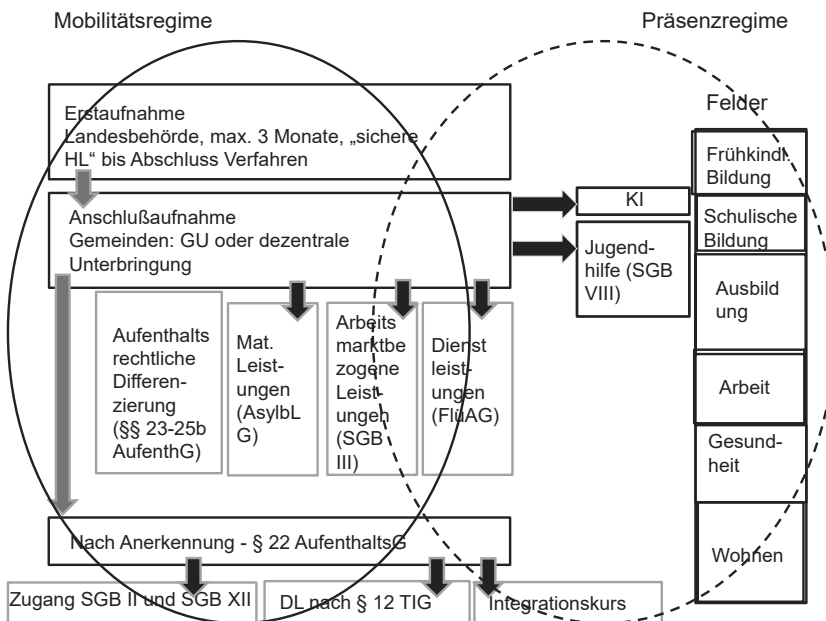 Mobilitätsregime
Präsenzregime
Erstaufnahme
Landesbehörde, max. 3 Monate, „sichere
HL“ bis Abschluss Verfahren
Anschlußaufnahme
Gemeinden: GU oder dezentrale
Unterbringung
Aufenthalts
rechtliche
Differen-
zierung
(§§ 23-25b
AufenthG)
Mat.
Leist-
ungen
(AsylbL
G)
Arbeits
marktbe
zogene
Leist-
ungen
(SGB
III)
Dienst
leist-
ungen
(FlüAG)
KI
Jugend-
hilfe (SGB
VIII)
Felder
Frühkindl.
Bildung
Schulische
Bildung
Ausbild
ung
Arbeit
Gesund-
heit
Wohnen
Nach Anerkennung - § 22 AufenthaltsG
Zugang SGB II und SGB XII
DL nach § 12 TIG
Integrationskurs